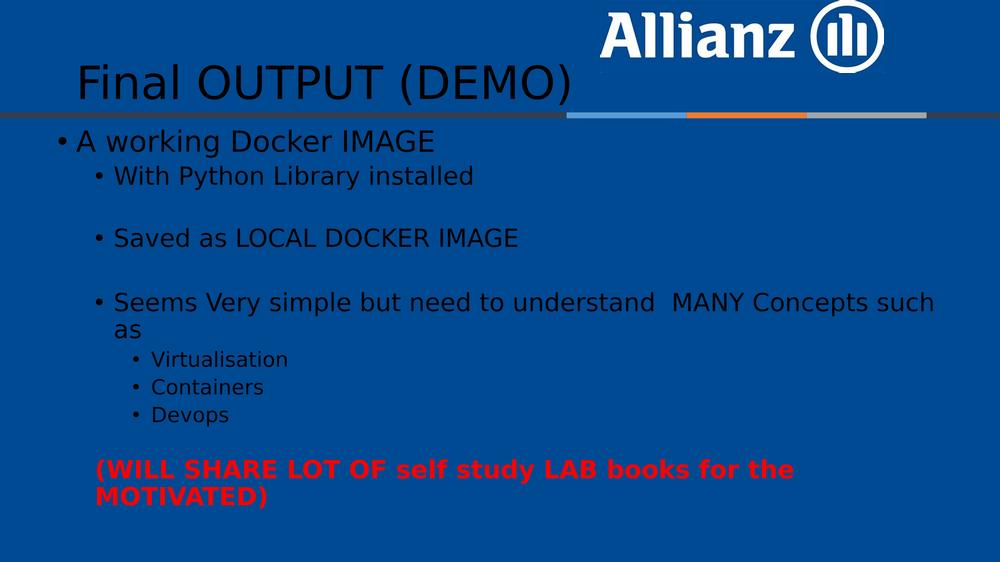 Allianz
Final OUTPUT (DEMO)
• A working Docker IMAGE
• With Python Library installed
• Saved as LOCAL DOCKER IMAGE
• Seems Very simple but need to understand  MANY Concepts such
as
• Virtualisation
• Containers
• Devops
(WILL SHARE LOT OF self study LAB books for the
MOTIVATED)